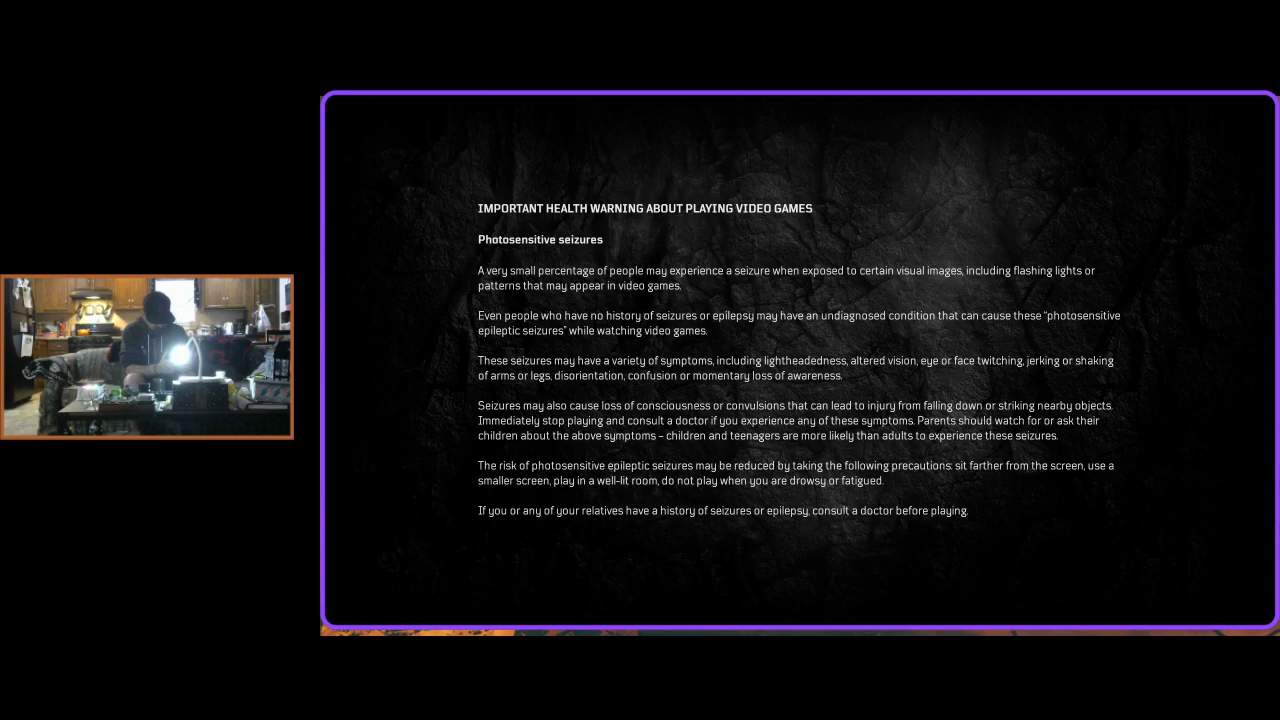 IMPORTANT HEALTH WARNING ABOUT PLAYING VIDEO GAMES
Photosensitive seizures
A very small percentage of people may experience a seizure when exposed to certain visual images, including flashing lights or
patterns that may appear in video games.
Even people who have no history of seizures or epilepsy may have an undiagnosed condition that can cause these "photosensitive
epileptic seizures" while watching video games.
These seizures may have a variety of symptoms, including lightheadedness, altered vision, eye or face twitching, jerking or shaking
of arms or legs, disorientation, confusion or momentary loss of awareness.
Seizures may also cause loss of consciousness or convulsions that can lead to injury from falling down or striking nearby objects.
Immediately stop playing and consult a doctor if you experience any of these symptoms. Parents should watch for or ask their
children about the above symptoms – children and teenagers are more likely than adults to experience these seizures.
The risk of photosensitive epileptic seizures may be reduced by taking the following precautions: sit farther from the screen, use a
smaller screen, play in a well-lit room, do not play when you are drowsy or fatigued.
If you or any of your relatives have a history of seizures or epilepsy, consult a doctor before playing.